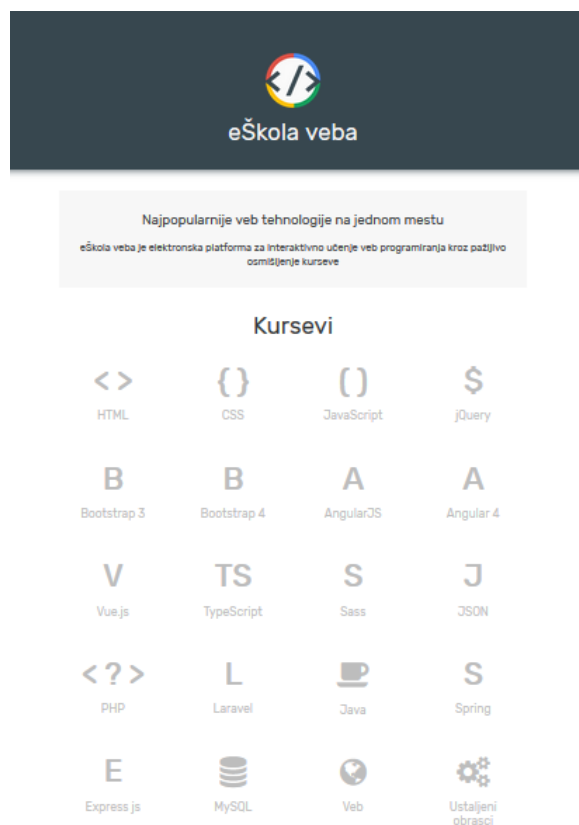 </>
eŠkola veba
Najpopularnije veb tehnologije na jednom mestu
eŠkola veba je elektronska platforma za interaktivno učenje veb programiranja kroz pažljivo
osmišljenje kurseve
Kursevi
< > { } ( ) $
HTML CSS JavaScript jQuery
B B A A
Bootstrap 3 Bootstrap 4 AngularJS Angular 4
V TS S J
Vue.js TypeScript Sass JSON
< ? > L S
PHP Laravel Java Spring
E
Express js MySQL Veb Ustaljeni
obrasci